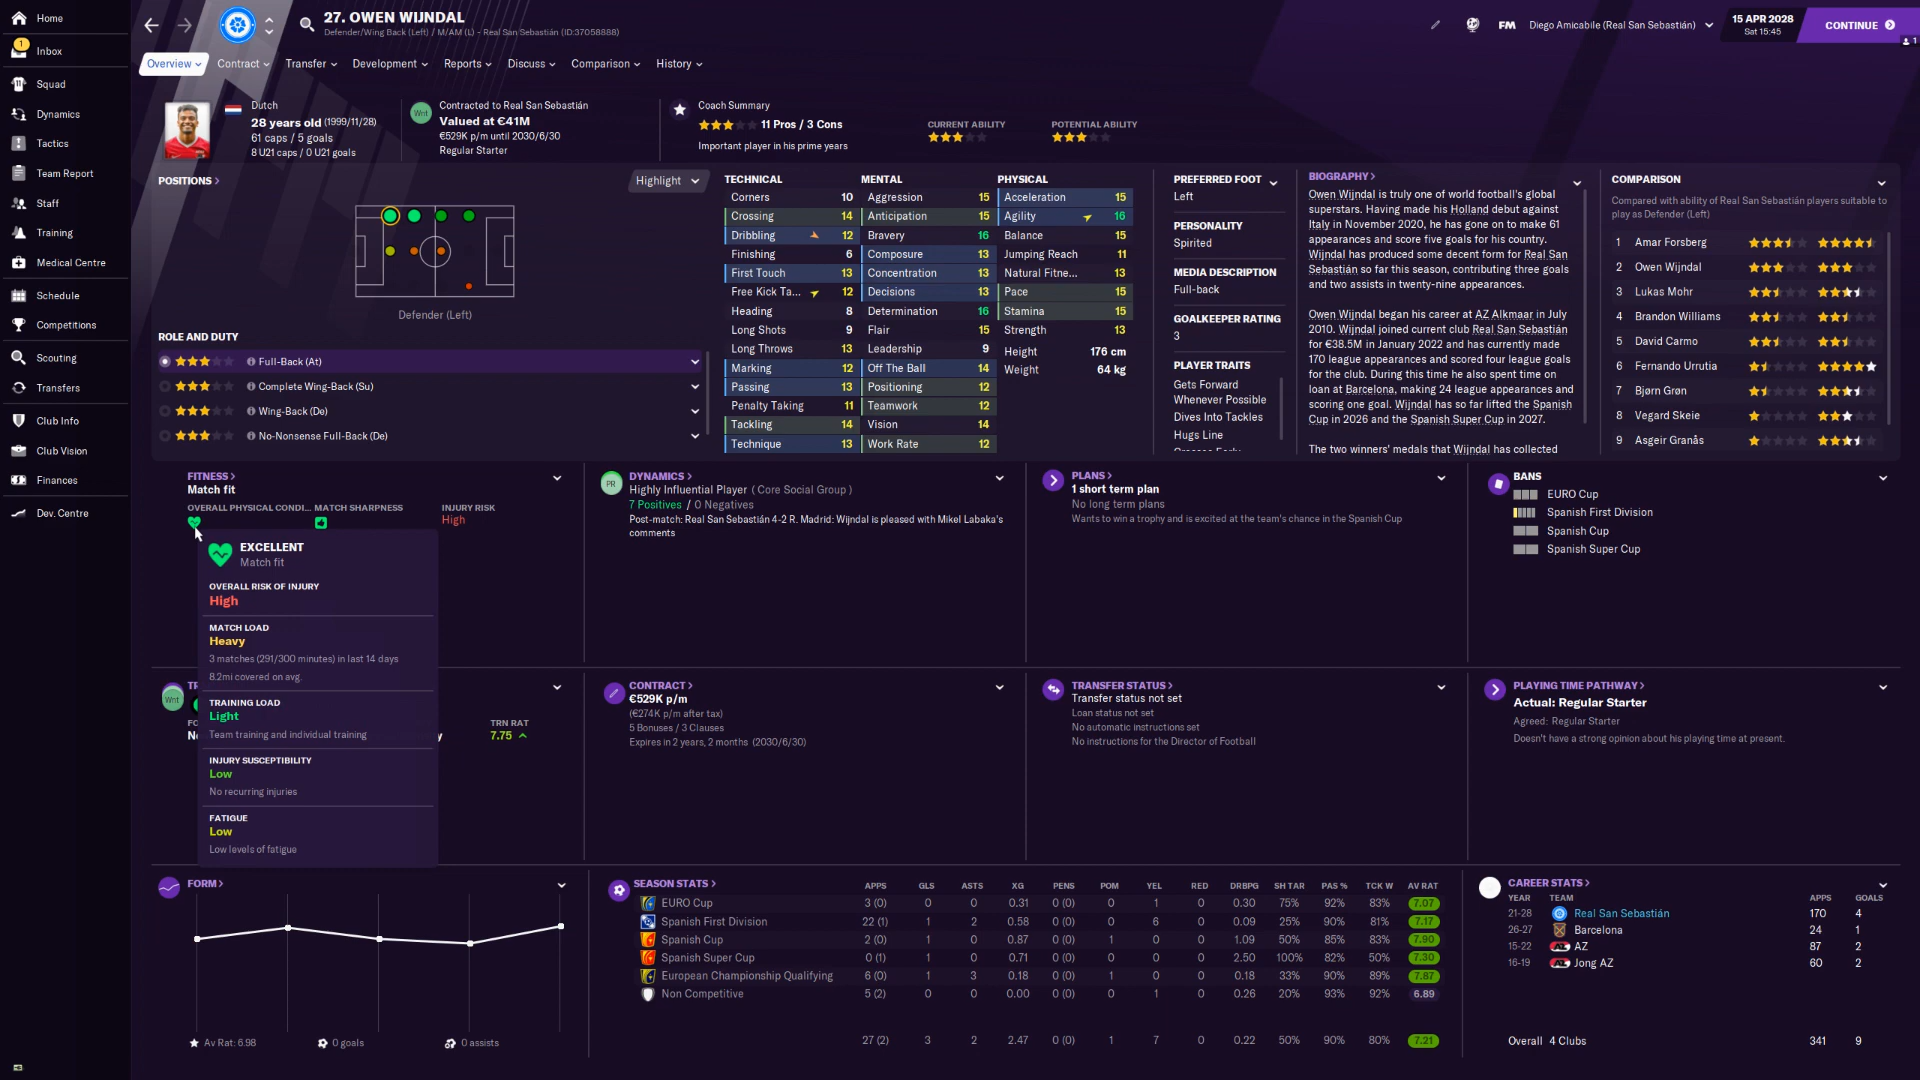 Home
1
Inbox
Squad
Dynamics
Tactics
Team Report
Staff
Training
Medical Centre
Schedule
Competitions
Scouting
Transfers
Club Info
Club Vision
Finances
Dev. Centre
27. OWEN WIJNDAL
Defender/Wing Back (Left) / M/AM (L) - Real San Sebastián (ID:37058888)
FM
Diego Amicabile (Real San Sebastián)
15 APR 2028
Sat 15:45
CONTINUE
1
Overview
Contract
Transfer
Development
Reports
Discuss
Comparison
History
Dutch
28 years old (1999/11/28)
61 caps / 5 goals
8 U21 caps / 0 U21 goals
Wnt
Contracted to Real San Sebastián
Valued at €41M
€529K p/m until 2030/6/30
Regular Starter
Coach Summary
11 Pros / 3 Cons
Important player in his prime years
CURRENT ABILITY
POTENTIAL ABILITY
POSITIONS
Highlight
Defender (Left)
ROLE AND DUTY
Full-Back (At)
Complete Wing-Back (Su)
Wing-Back (De)
No-Nonsense Full-Back (De)
TECHNICAL
Corners 10
Crossing 14
Dribbling 12
Finishing 6
First Touch 13
Free Kick Ta... 12
Heading 8
Long Shots 9
Long Throws 13
Marking 12
Passing 13
Penalty Taking 11
Tackling 14
Technique 13
MENTAL
Aggression 15
Anticipation 15
Bravery 16
Composure 13
Concentration 13
Decisions 13
Determination 16
Flair 15
Leadership 9
Off The Ball 14
Positioning 12
Teamwork 12
Vision 14
Work Rate 12
PHYSICAL
Acceleration 15
Agility 16
Balance 15
Jumping Reach 11
Natural Fitne... 13
Pace 15
Stamina 15
Strength 13
Height 176 cm
Weight 64 kg
PREFERRED FOOT
Left
PERSONALITY
Spirited
MEDIA DESCRIPTION
Full-back
GOALKEEPER RATING
3
PLAYER TRAITS
Gets Forward
Whenever Possible
Dives Into Tackles
Hugs Line
BIOGRAPHY
Owen Wijndal is truly one of world football's global
superstars. Having made his Holland debut against
Italy in November 2020, he has gone on to make 61
appearances and score five goals for his country.
Wijndal has produced some decent form for Real San
Sebastián so far this season, contributing three goals
and two assists in twenty-nine appearances.
Owen Wijndal began his career at AZ Alkmaar in July
2010. Wijndal joined current club Real San Sebastián
for €38.5M in January 2022 and has currently made
170 league appearances and scored four league goals
for the club. During this time he also spent time on
loan at Barcelona, making 24 league appearances and
scoring one goal. Wijndal has so far lifted the Spanish
Cup in 2026 and the Spanish Super Cup in 2027.
The two winners' medals that Wijndal has collected
COMPARISON
Compared with ability of Real San Sebastián players suitable to
play as Defender (Left)
1 Amar Forsberg
2 Owen Wijndal
3 Lukas Mohr
4 Brandon Williams
5 David Carmo
6 Fernando Urrutia
7 Bjørn Grøn
8 Vegard Skeie
9 Asgeir Granås
FITNESS
Match fit
OVERALL PHYSICAL CONDI... MATCH SHARPNESS INJURY RISK
High
EXCELLENT
Match fit
OVERALL RISK OF INJURY
High
MATCH LOAD
Heavy
3 matches (291/300 minutes) in last 14 days
8.2mi covered on avg.
TRAINING LOAD
Light
Team training and individual training
INJURY SUSCEPTIBILITY
Low
No recurring injuries
FATIGUE
Low
Low levels of fatigue
Wnt
TRN RAT
7.75
PR
DYNAMICS
Highly Influential Player ( Core Social Group )
7 Positives / 0 Negatives
Post-match: Real San Sebastián 4-2 R. Madrid: Wijndal is pleased with Mikel Labaka's
comments
PLANS
1 short term plan
No long term plans
Wants to win a trophy and is excited at the team's chance in the Spanish Cup
BANS
EURO Cup
Spanish First Division
Spanish Cup
Spanish Super Cup
CONTRACT
€529K p/m
(€274K p/m after tax)
5 Bonuses / 3 Clauses
Expires in 2 years, 2 months (2030/6/30)
TRANSFER STATUS
Transfer status not set
Loan status not set
No automatic instructions set
No instructions for the Director of Football
PLAYING TIME PATHWAY
Actual: Regular Starter
Agreed: Regular Starter
Doesn't have a strong opinion about his playing time at present.
FORM
Av Rat: 6.98 0 goals 0 assists
SEASON STATS APPS GLS ASTS XG PENS POM YEL RED DRBPG SH TAR PAS % TCK W AV RAT
EURO Cup 3 (0) 0 0 0.31 0 (0) 0 1 0 0.30 75% 92% 83% 7.07
Spanish First Division 22 (1) 1 2 0.58 0 (0) 0 6 0 0.09 25% 90% 81% 7.17
Spanish Cup 2 (0) 1 0 0.87 0 (0) 1 0 0 1.09 50% 85% 83% 7.90
Spanish Super Cup 0 (1) 1 0 0.71 0 (0) 0 0 0 2.50 100% 82% 50% 7.30
European Championship Qualifying 6 (0) 1 3 0.18 0 (0) 1 0 0 0.18 33% 90% 89% 7.87
Non Competitive 5 (2) 0 0 0.00 0 (0) 0 1 0 0.26 20% 93% 92% 6.89
27 (2) 3 2 2.47 0 (0) 1 7 0 0.22 50% 90% 80% 7.21
CAREER STATS
YEAR TEAM APPS GOALS
21-28 Real San Sebastián 170 4
26-27 Barcelona 24 1
15-22 AZ 87 2
16-19 Jong AZ 60 2
Overall 4 Clubs 341 9